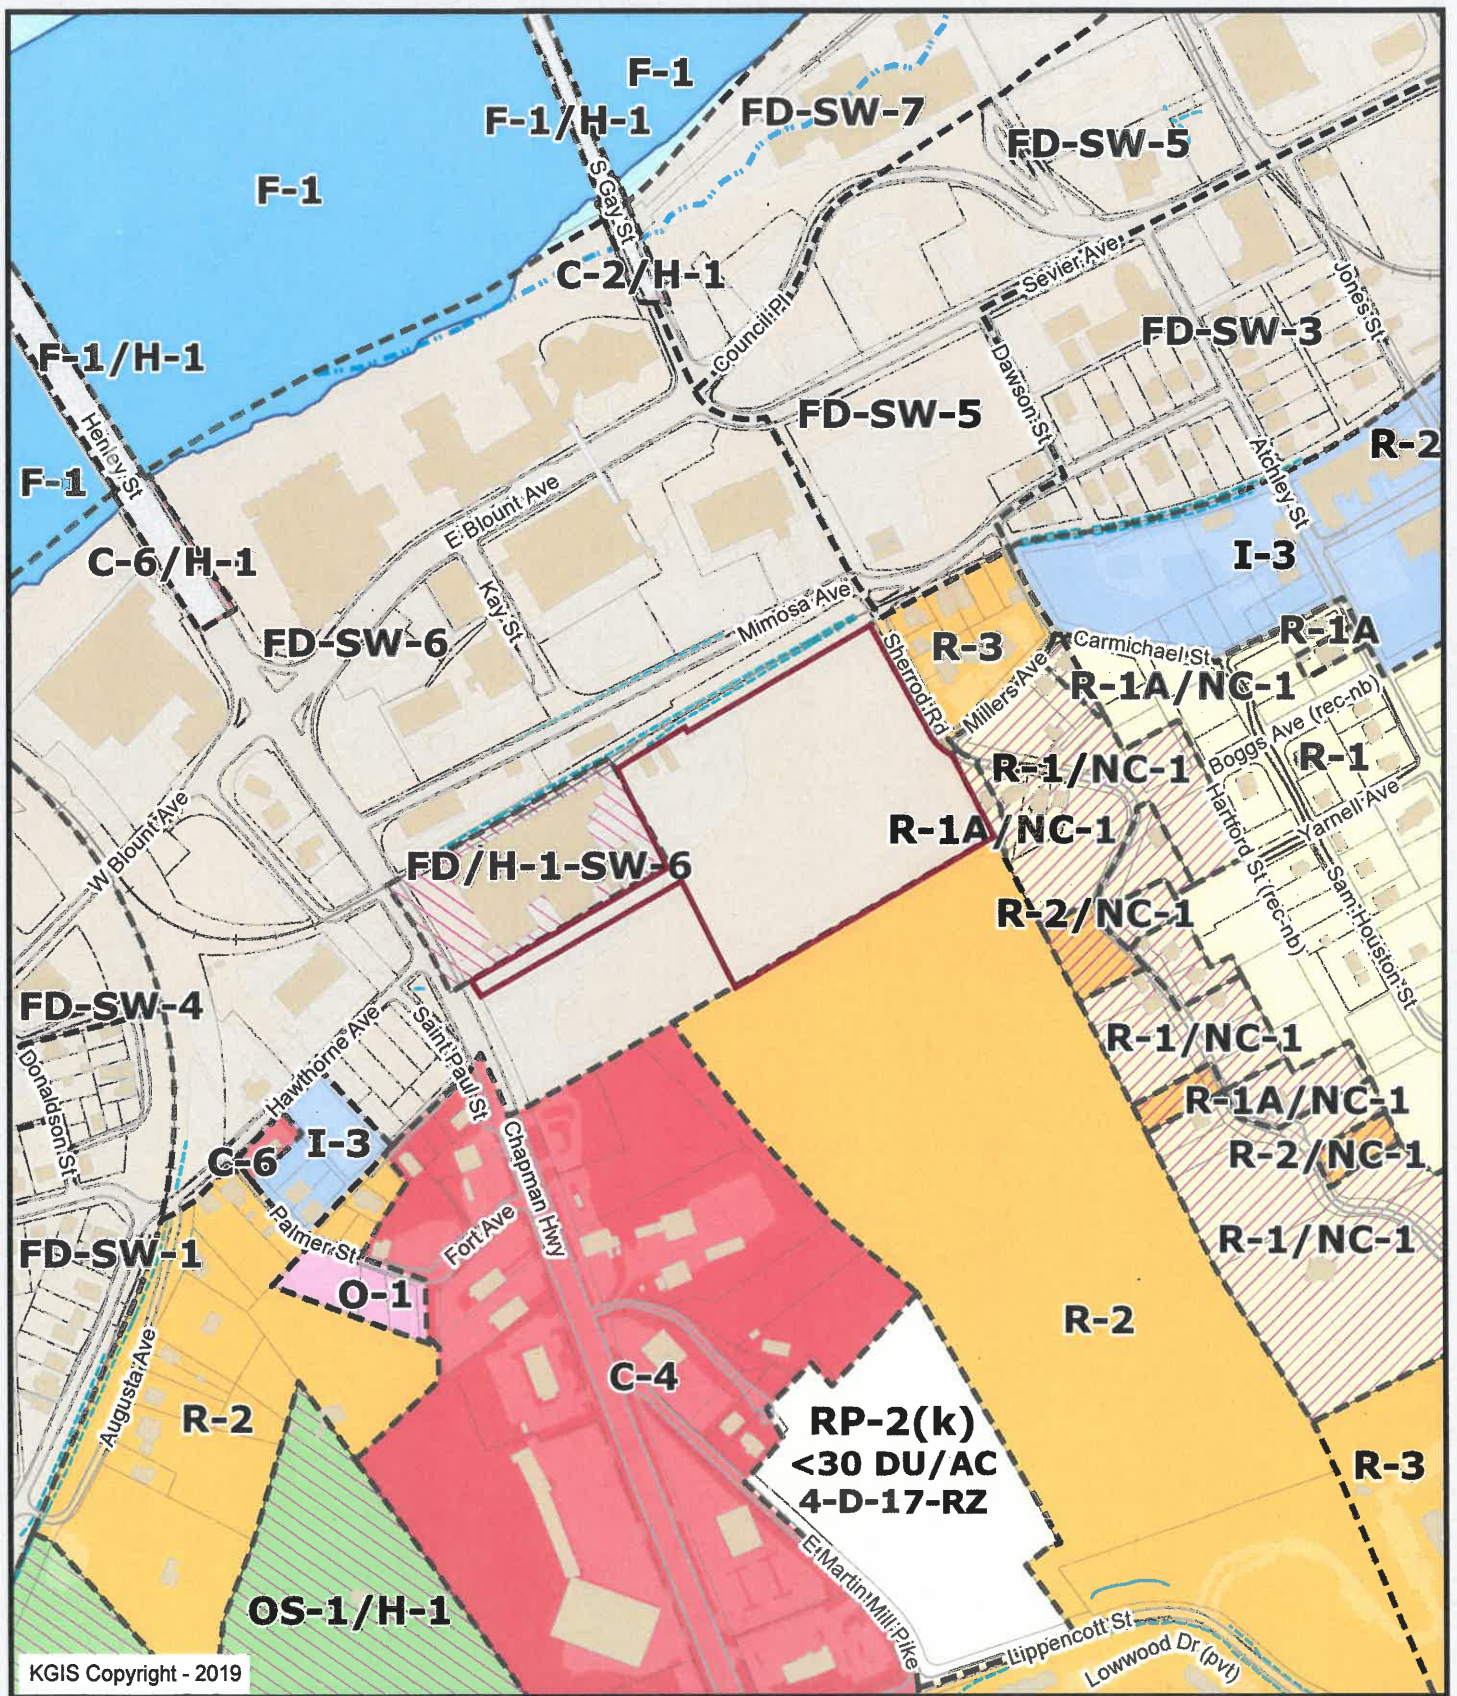 F-1
F-1/H-1
FD-SW-7
FD-SW-5
F-1
S Gay St
C-2/H-1
Sevier Ave
Jones St
Council Pl
FD-SW-3
F-1/H-1
Dawson St
FD-SW-5
Henley St
R-2
F-1
Atchley St
E Blount Ave
C-6/H-1
I-3
Kay St
Mimosa Ave
FD-SW-6
Sherrod Rd
R-3
Carmichael St
R-1A
Millers Ave
R-1A/NC-1
Boggs Ave (rec-nb)
R-1/NC-1
R-1
Yarnell Ave
W Blount Ave
R-1A/NC-1
Hartford St (rec-nb)
FD/H-1-SW-6
Sam Houston St
R-2/NC-1
FD-SW-4
Hawthorne Ave
Saint Paul St
R-1/NC-1
Donaldson St
R-1A/NC-1
I-3
C-6
Chapman Hwy
R-2/NC-1
Palmer St
Fort Ave
FD-SW-1
R-1/NC-1
O-1
R-2
Augusta Ave
C-4
R-2
RP-2(k)
<30 DU/AC
4-D-17-RZ
R-3
E Martin Mill Pike
OS-1/H-1
Lippencott St
Lowwood Dr (pvt)
KGIS Copyright - 2019